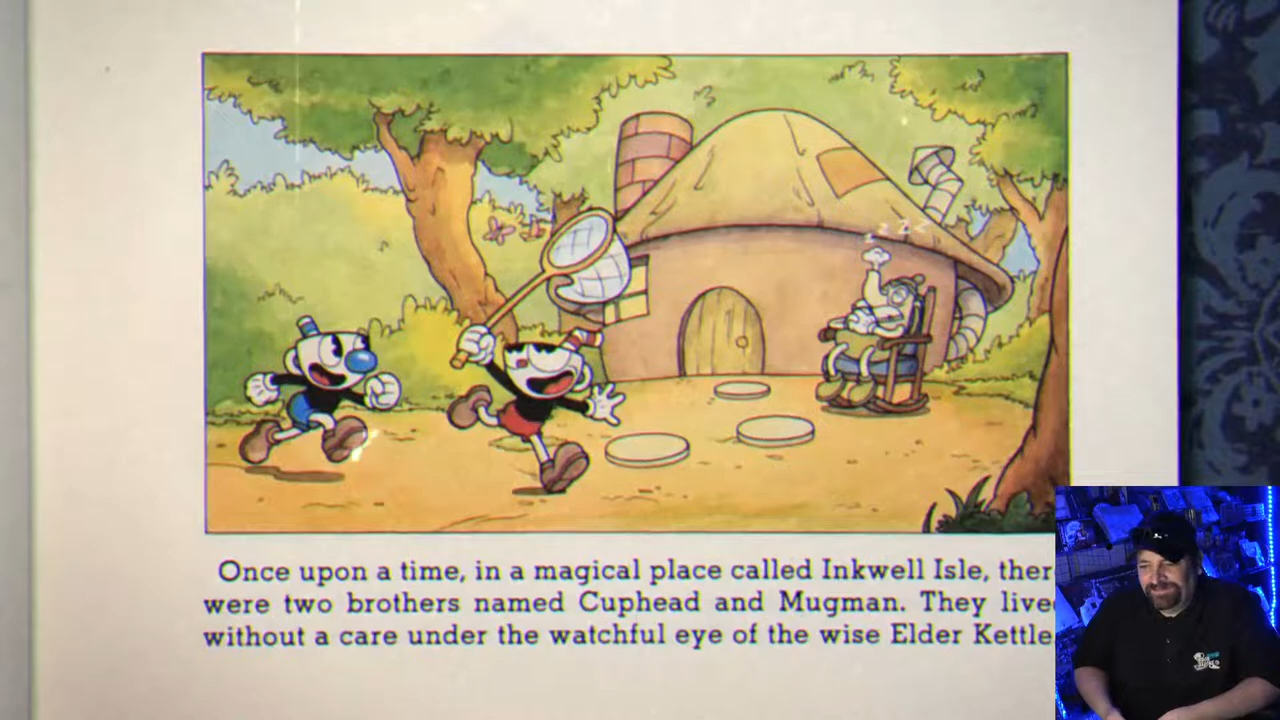 z z z z
Once upon a time, in a magical place called Inkwell Isle, ther
were two brothers named Cuphead and Mugman. They live
without a care under the watchful eye of the wise Elder Kettle